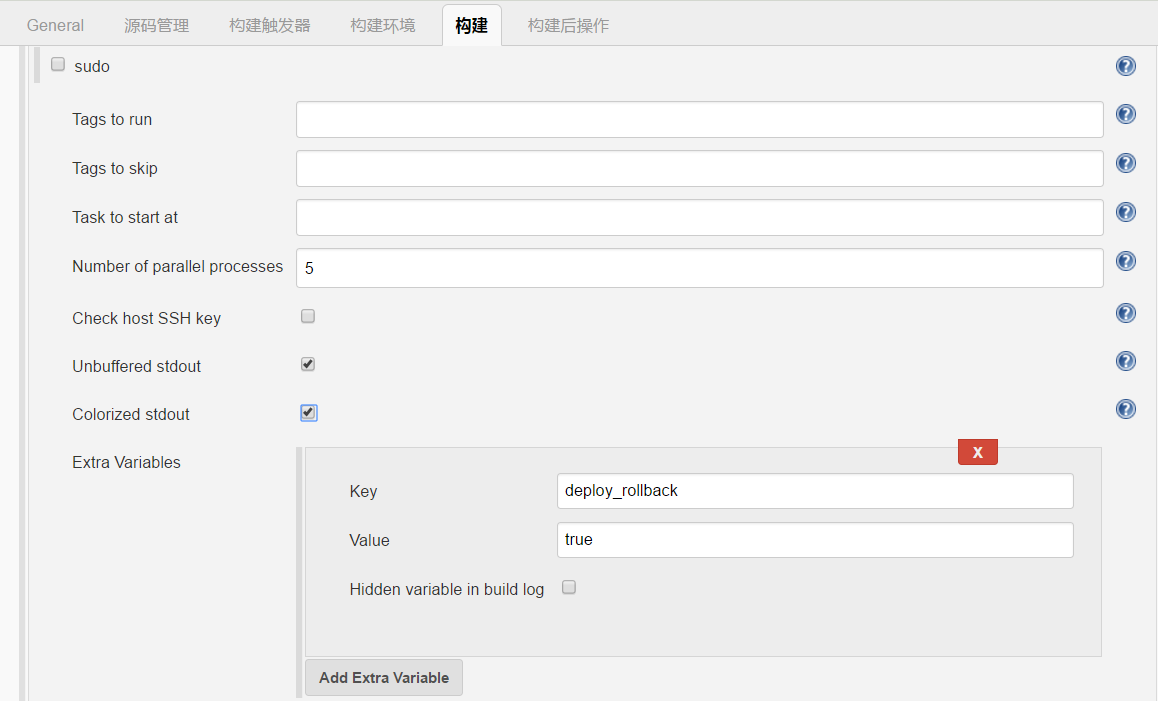 General 源码管理 构建触发器 构建环境 构建 构建后操作
sudo
Tags to run
Tags to skip
Task to start at
Number of parallel processes 5
Check host SSH key
Unbuffered stdout
Colorized stdout
Extra Variables
X
Key deploy_rollback
Value true
Hidden variable in build log
Add Extra Variable